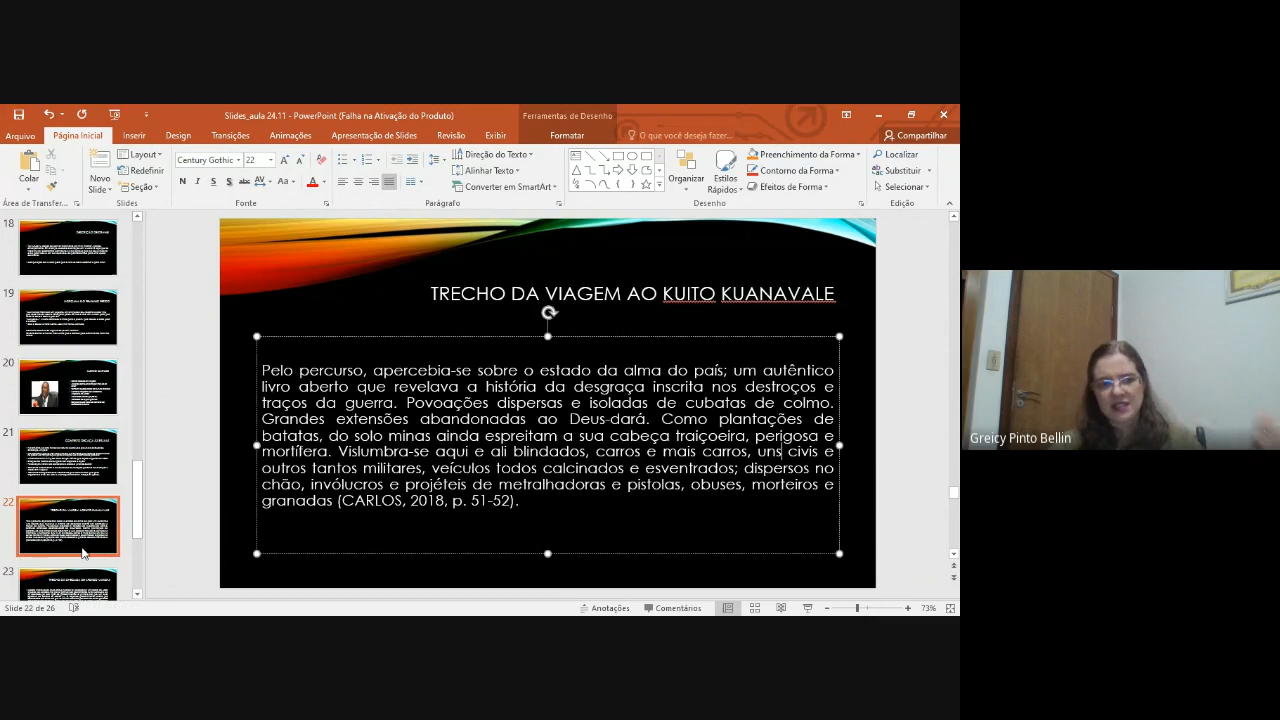 Slides_aula 24.11 - PowerPoint (Falha na Ativação do Produto)
Ferramentas de Desenho
Arquivo
Página Inicial
Inserir
Design
Transições
Animações
Apresentação de Slides
Revisão
Exibir
Formatar
O que você deseja fazer...
Compartilhar
Colar
Novo
Slide
Layout
Redefinir
Seção
Century Gothic
22
Direção do Texto
Alinhar Texto
Converter em SmartArt
Organizar
Estilos
Rápidos
Preenchimento da Forma
Contorno da Forma
Efeitos de Forma
Localizar
Substituir
Selecionar
Área de Transfer...
Slides
Fonte
Parágrafo
Desenho
Edição
18
19
20
21
22
23
TRECHO DA VIAGEM AO KUITO KUANAVALE
Pelo percurso, apercebia-se sobre o estado da alma do país; um autêntico
livro aberto que revelava a história da desgraça inscrita nos destroços e
traços da guerra. Povoações dispersas e isoladas de cubatas de colmo.
Grandes extensões abandonadas ao Deus-dará. Como plantações de
batatas, do solo minas ainda espreitam a sua cabeça traiçoeira, perigosa e
mortífera. Vislumbra-se aqui e ali blindados, carros e mais carros, uns civis e
outros tantos militares, veículos todos calcinados e esventrados, dispersos no
chão, invólucros e projéteis de metralhadoras e pistolas, obuses, morteiros e
granadas (CARLOS, 2018, p. 51-52).
Greicy Pinto Bellin
Slide 22 de 26
Anotações
Comentários
73%